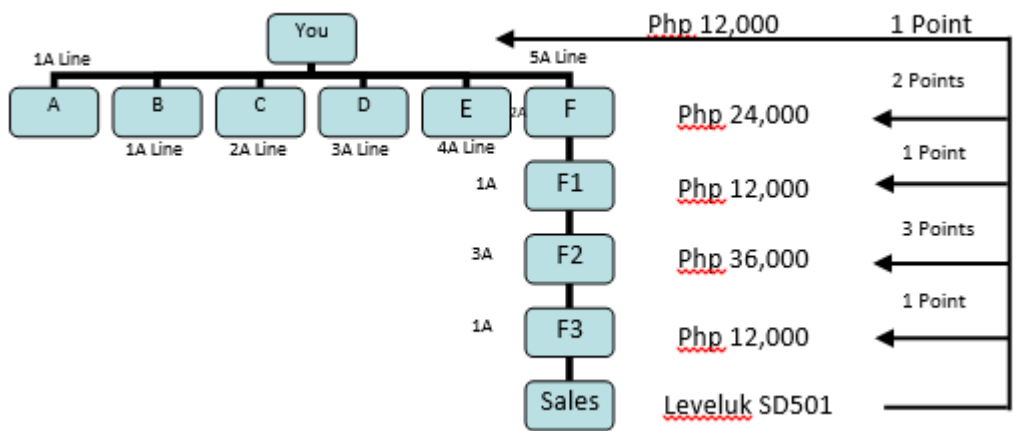 You Php 12,000 1 Point
1A Line 5A Line
2 Points
A B C D E 2A F Php 24,000
1A Line 2A Line 3A Line 4A Line
1 Point
1A F1 Php 12,000
3 Points
3A F2 Php 36,000
1 Point
1A F3 Php 12,000
Sales Leveluk SD501